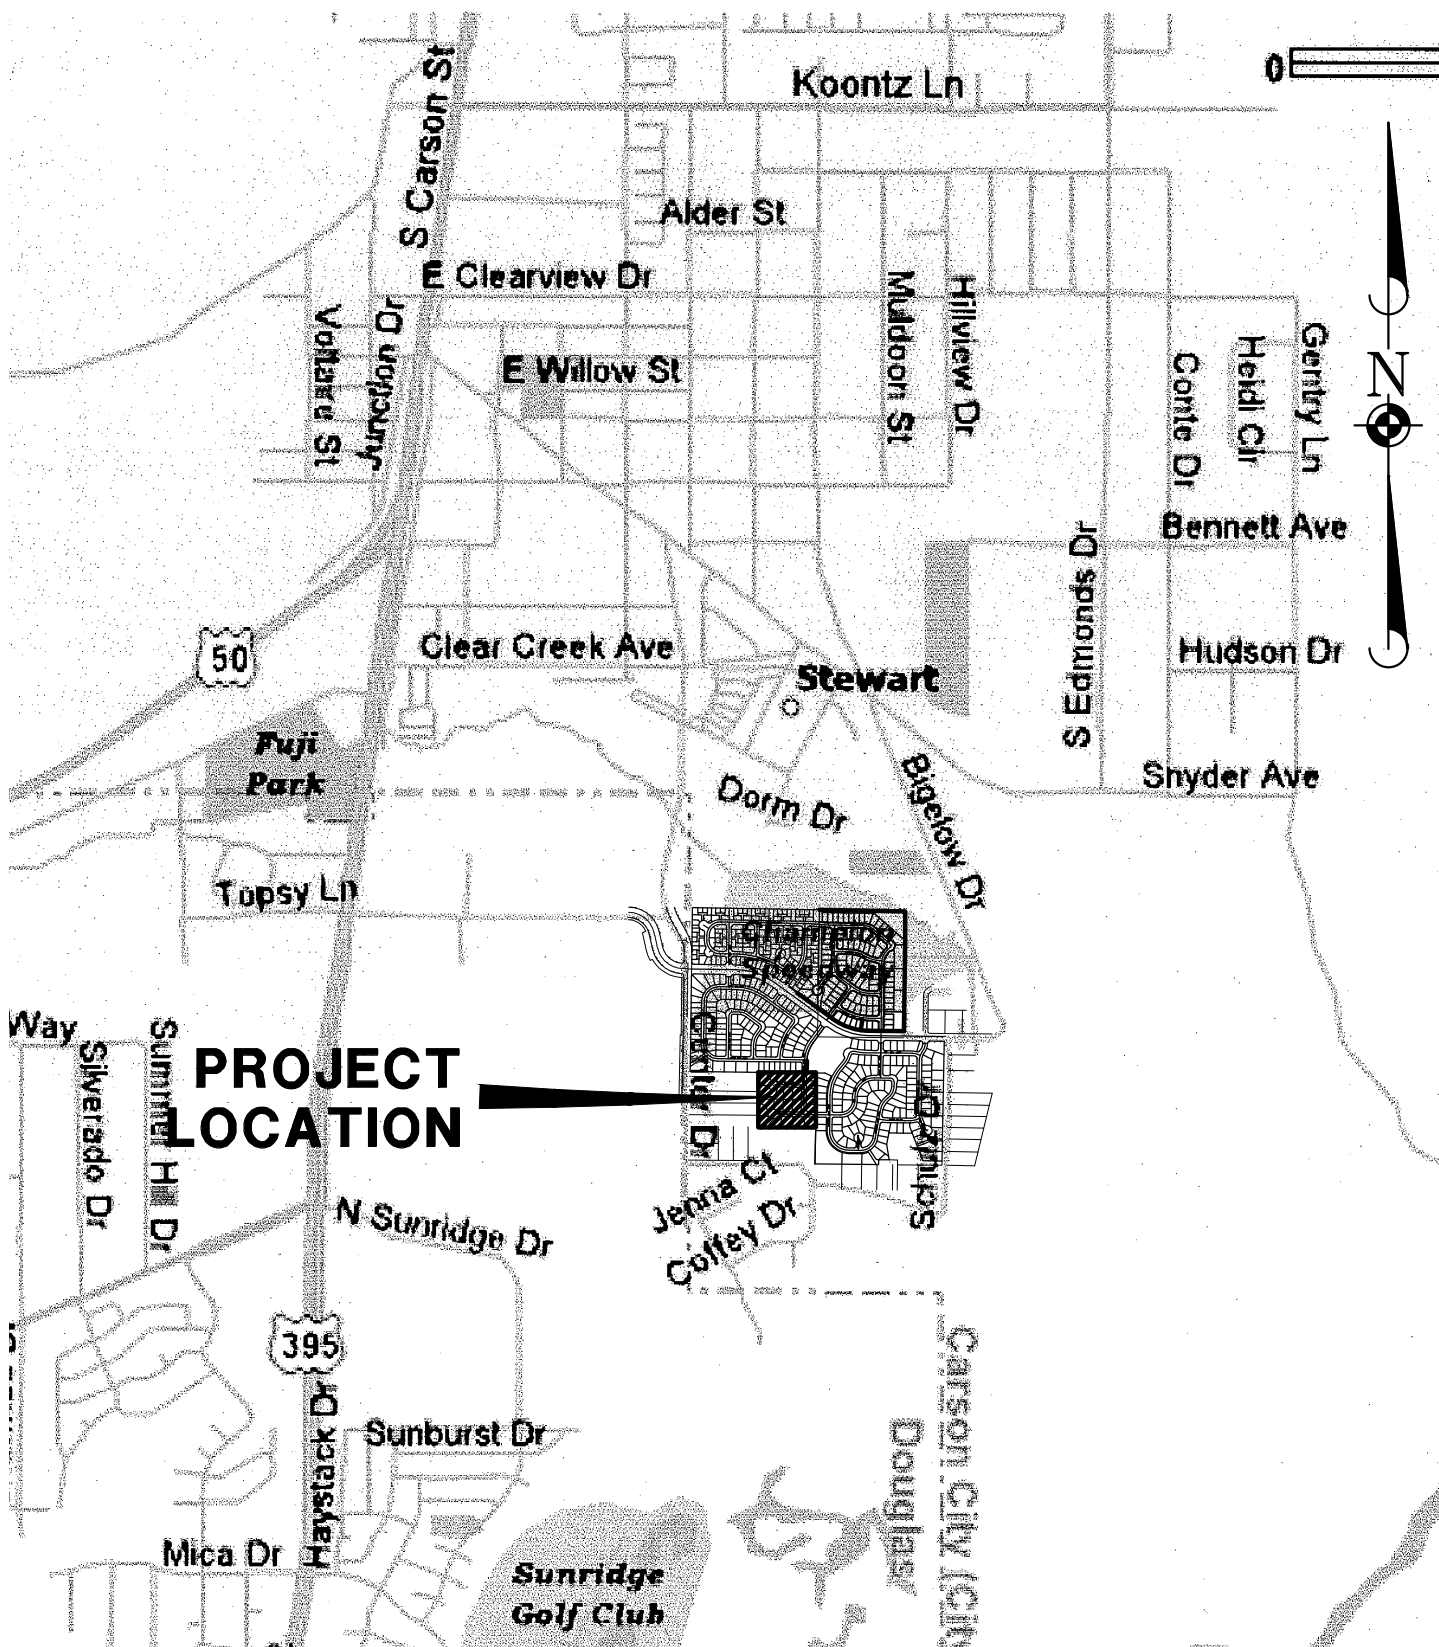 0
Koontz Ln
S Carson St
Alder St
E Clearview Dr
Voltaire St
Junction Dr
Muldoon St
Hillview Dr
Gentry Ln
Heidi Cir
Conte Dr
N
E Willow St
Bennett Ave
S Edmonds Dr
50
Clear Creek Ave
Hudson Dr
Stewart
Fuji
Park
Snyder Ave
Bigelow Dr
Dorm Dr
Topsy Ln
Champion
Speedway
Way
Silverado Dr
Summer Hill Dr
PROJECT
LOCATION
Center Dr
Schulz Dr
Jenna Ct
Coffey Dr
N Sunridge Dr
395
Haystack Dr
Sunburst Dr
Carson City (City
Douglas
Mica Dr
Sunridge
Golf Club